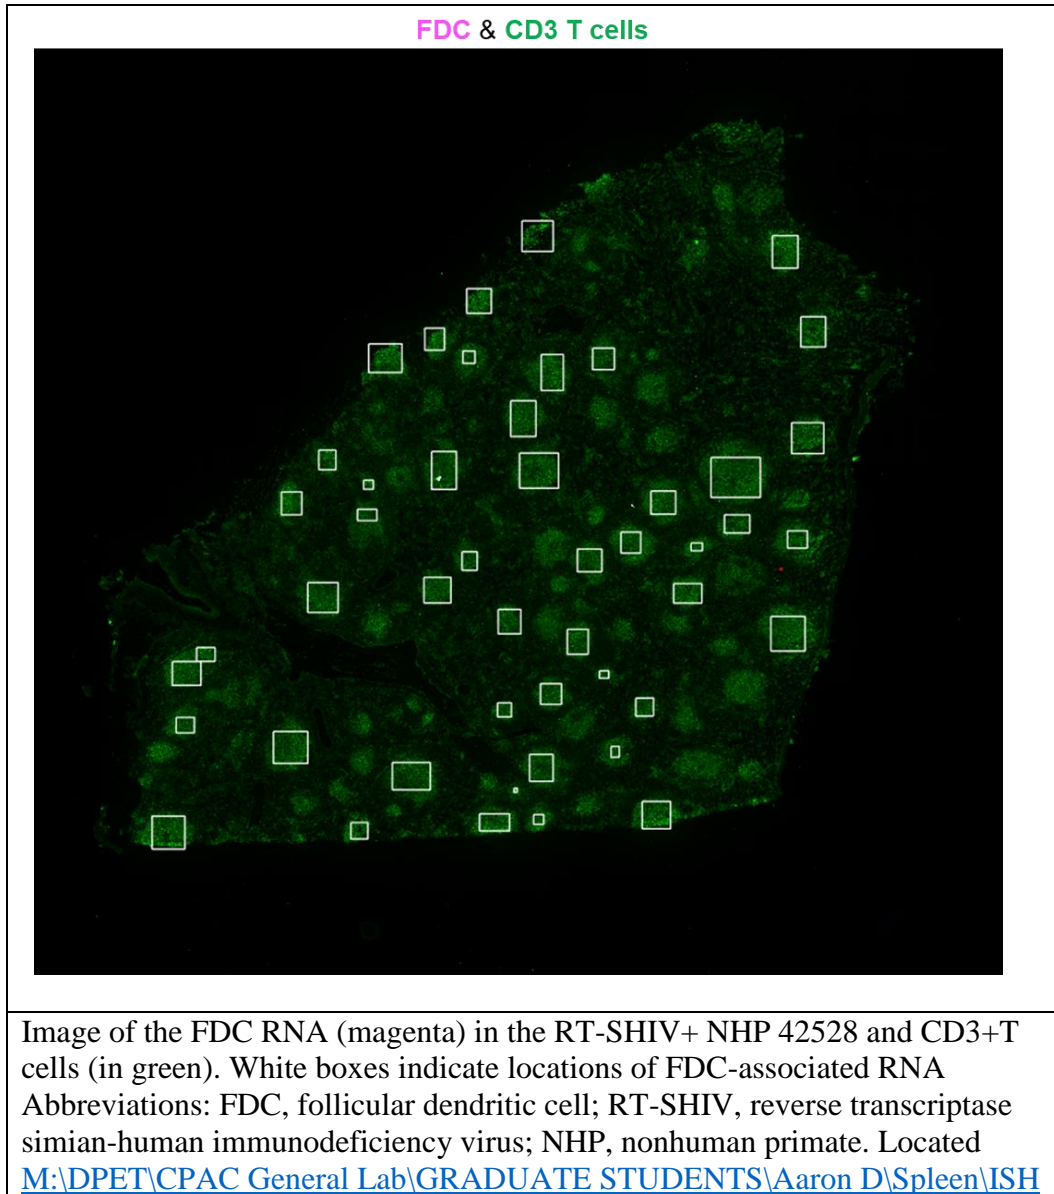 FDC & CD3 T cells
Image of the FDC RNA (magenta) in the RT-SHIV+ NHP 42528 and CD3+T
cells (in green). White boxes indicate locations of FDC-associated RNA
Abbreviations: FDC, follicular dendritic cell; RT-SHIV, reverse transcriptase
simian-human immunodeficiency virus; NHP, nonhuman primate. Located
M:\DPET\CPAC General Lab\GRADUATE STUDENTS\Aaron D\Spleen\ISH